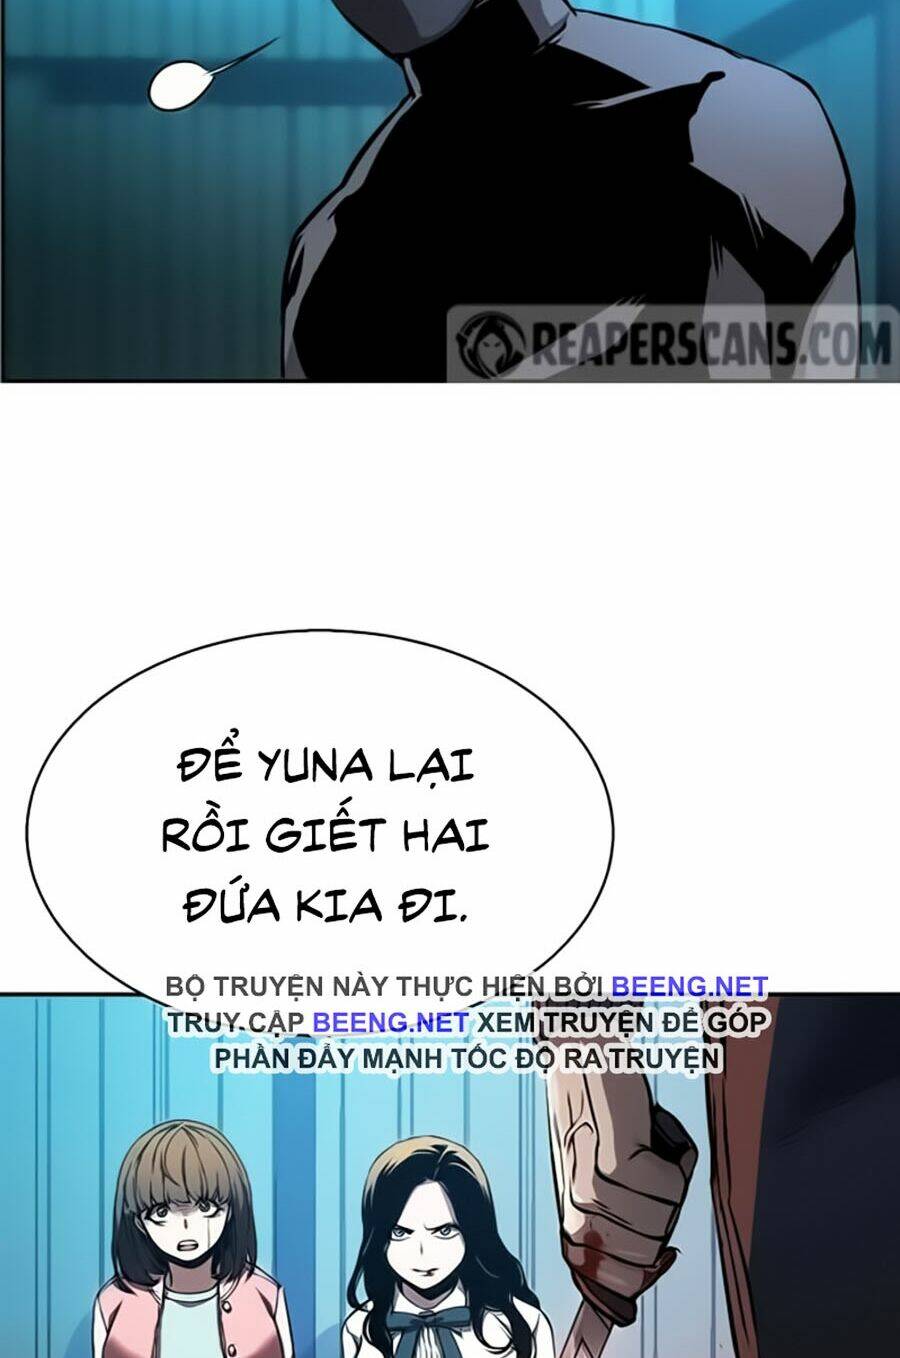 REAPERSCANS.COM
ĐỂ YUNA LẠI
RỒI GIẾT HAI
ĐỨA KIA ĐI.
BỘ TRUYỆN NÀY THỰC HIỆN BỞI BEENG.NET
TRUY CẬP BEENG.NET XEM TRUYỆN ĐỂ GÓP
PHẦN ĐẨY MẠNH TỐC ĐỘ RA TRUYỆN